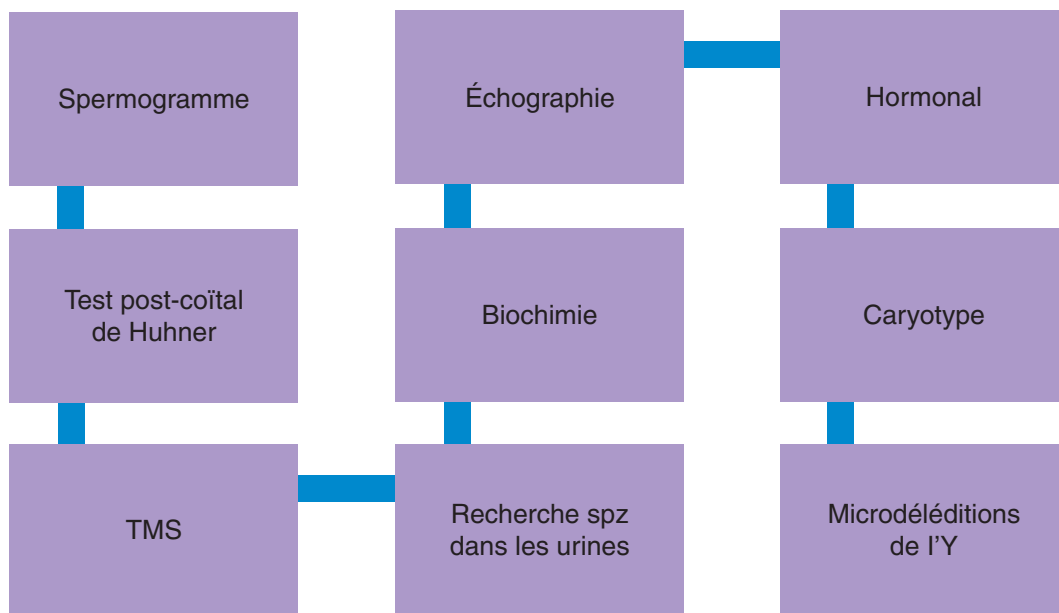 Spermogramme
Test post-coïtal
de Huhner
TMS
Recherche spz
dans les urines
Biochimie
Échographie
Hormonal
Caryotype
Microdéléditions
de l'Y